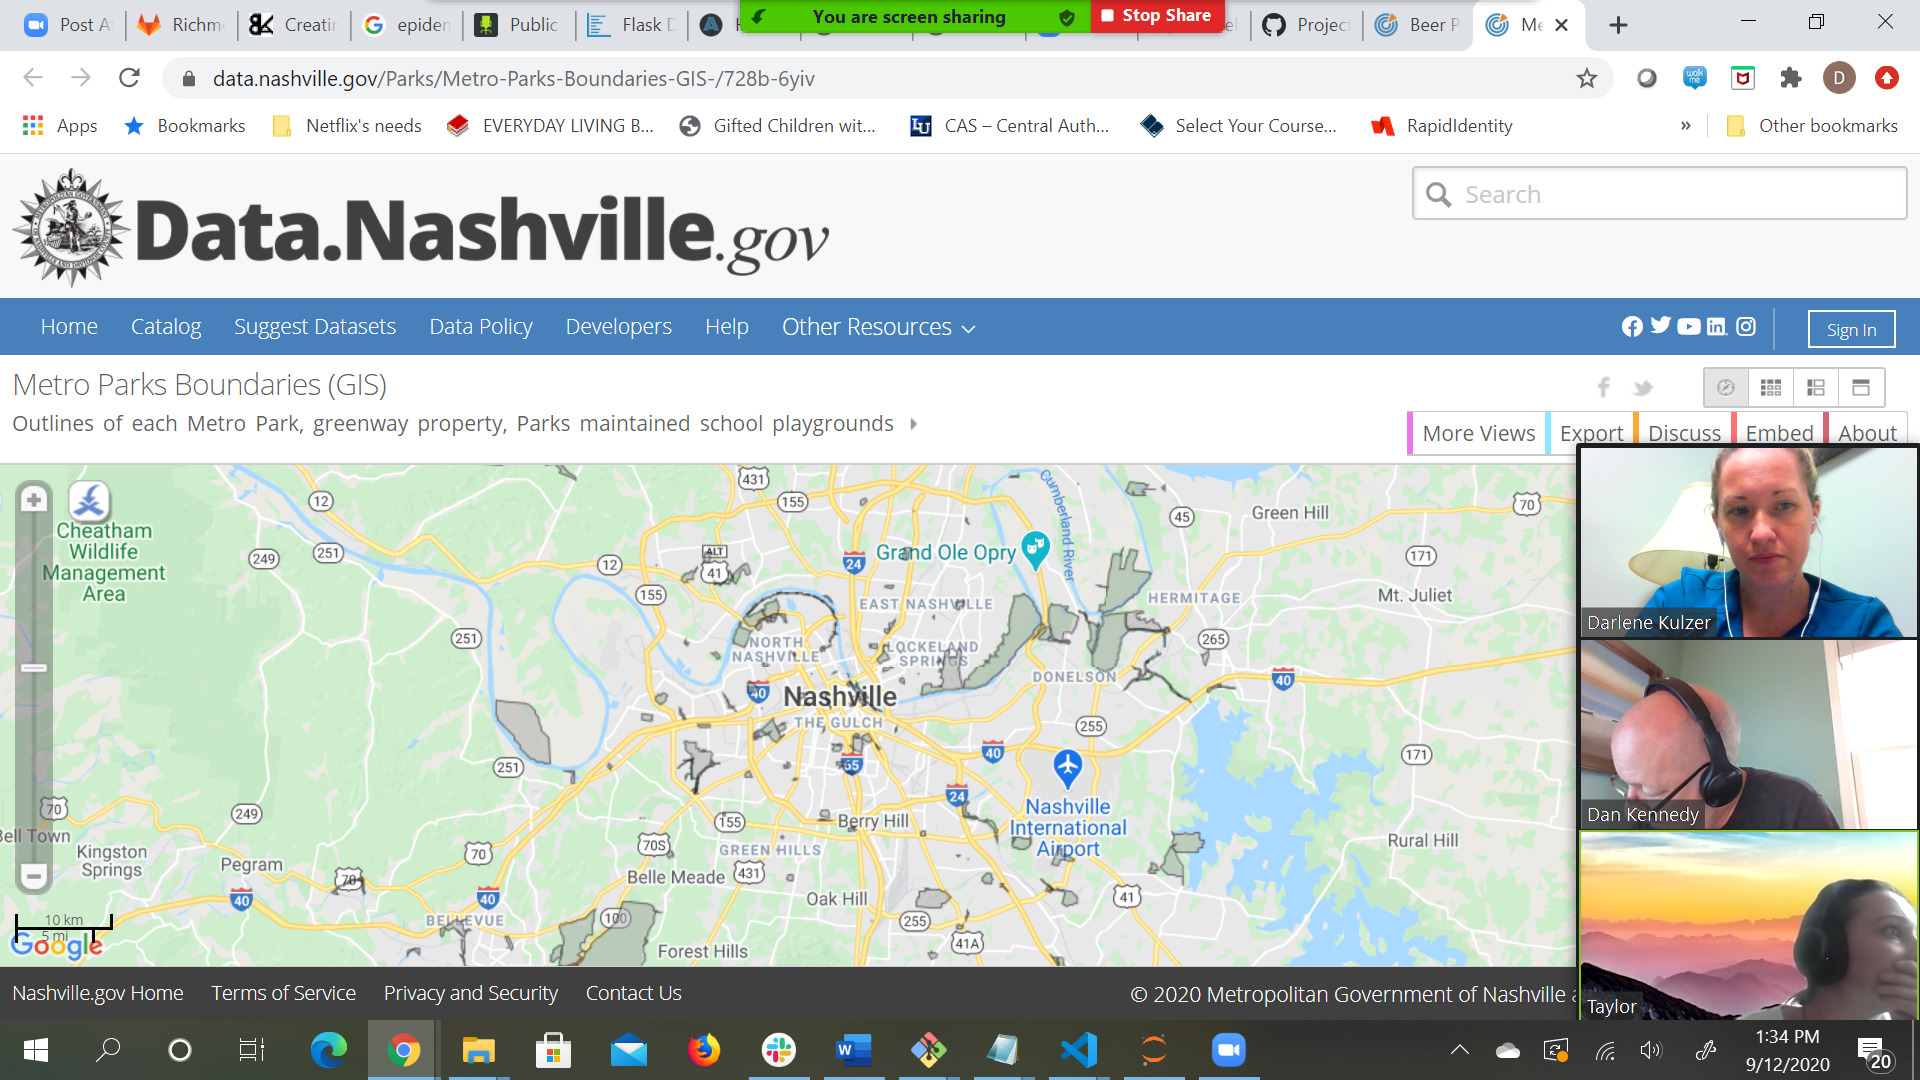 Post A
Richm
Creatin
epiden
Public
Flask D
You are screen sharing
Stop Share
Projec
Beer P
Me
data.nashville.gov/Parks/Metro-Parks-Boundaries-GIS-/728b-6yiv
D
Apps
Bookmarks
Netflix's needs
EVERYDAY LIVING B...
Gifted Children wit...
CAS – Central Auth...
Select Your Course...
RapidIdentity
»
Other bookmarks
Data.Nashville.gov
Search
Home
Catalog
Suggest Datasets
Data Policy
Developers
Help
Other Resources
Sign In
Metro Parks Boundaries (GIS)
Outlines of each Metro Park, greenway property, Parks maintained school playgrounds
More Views
Export
Discuss
Embed
About
Cheatham
Wildlife
Management
Area
12
249
251
431
155
Cumberland River
45
Green Hill
70
ALT
41
24
Grand Ole Opry
171
12
155
EAST NASHVILLE
HERMITAGE
Mt. Juliet
251
NORTH
NASHVILLE
LOCKELAND
SPRINGS
265
DONELSON
40
40
Nashville
THE GULCH
255
251
65
40
171
Nashville
International
Airport
24
70
249
155
Berry Hill
Bell Town
Kingston
Springs
Pegram
70
70S
GREEN HILLS
Rural Hill
70
Belle Meade
431
40
40
Oak Hill
41
BELLEVUE
100
255
41A
Forest Hills
10 km
5 mi
Google
Darlene Kulzer
Dan Kennedy
Taylor
Nashville.gov Home
Terms of Service
Privacy and Security
Contact Us
© 2020 Metropolitan Government of Nashville
1:34 PM
9/12/2020
20